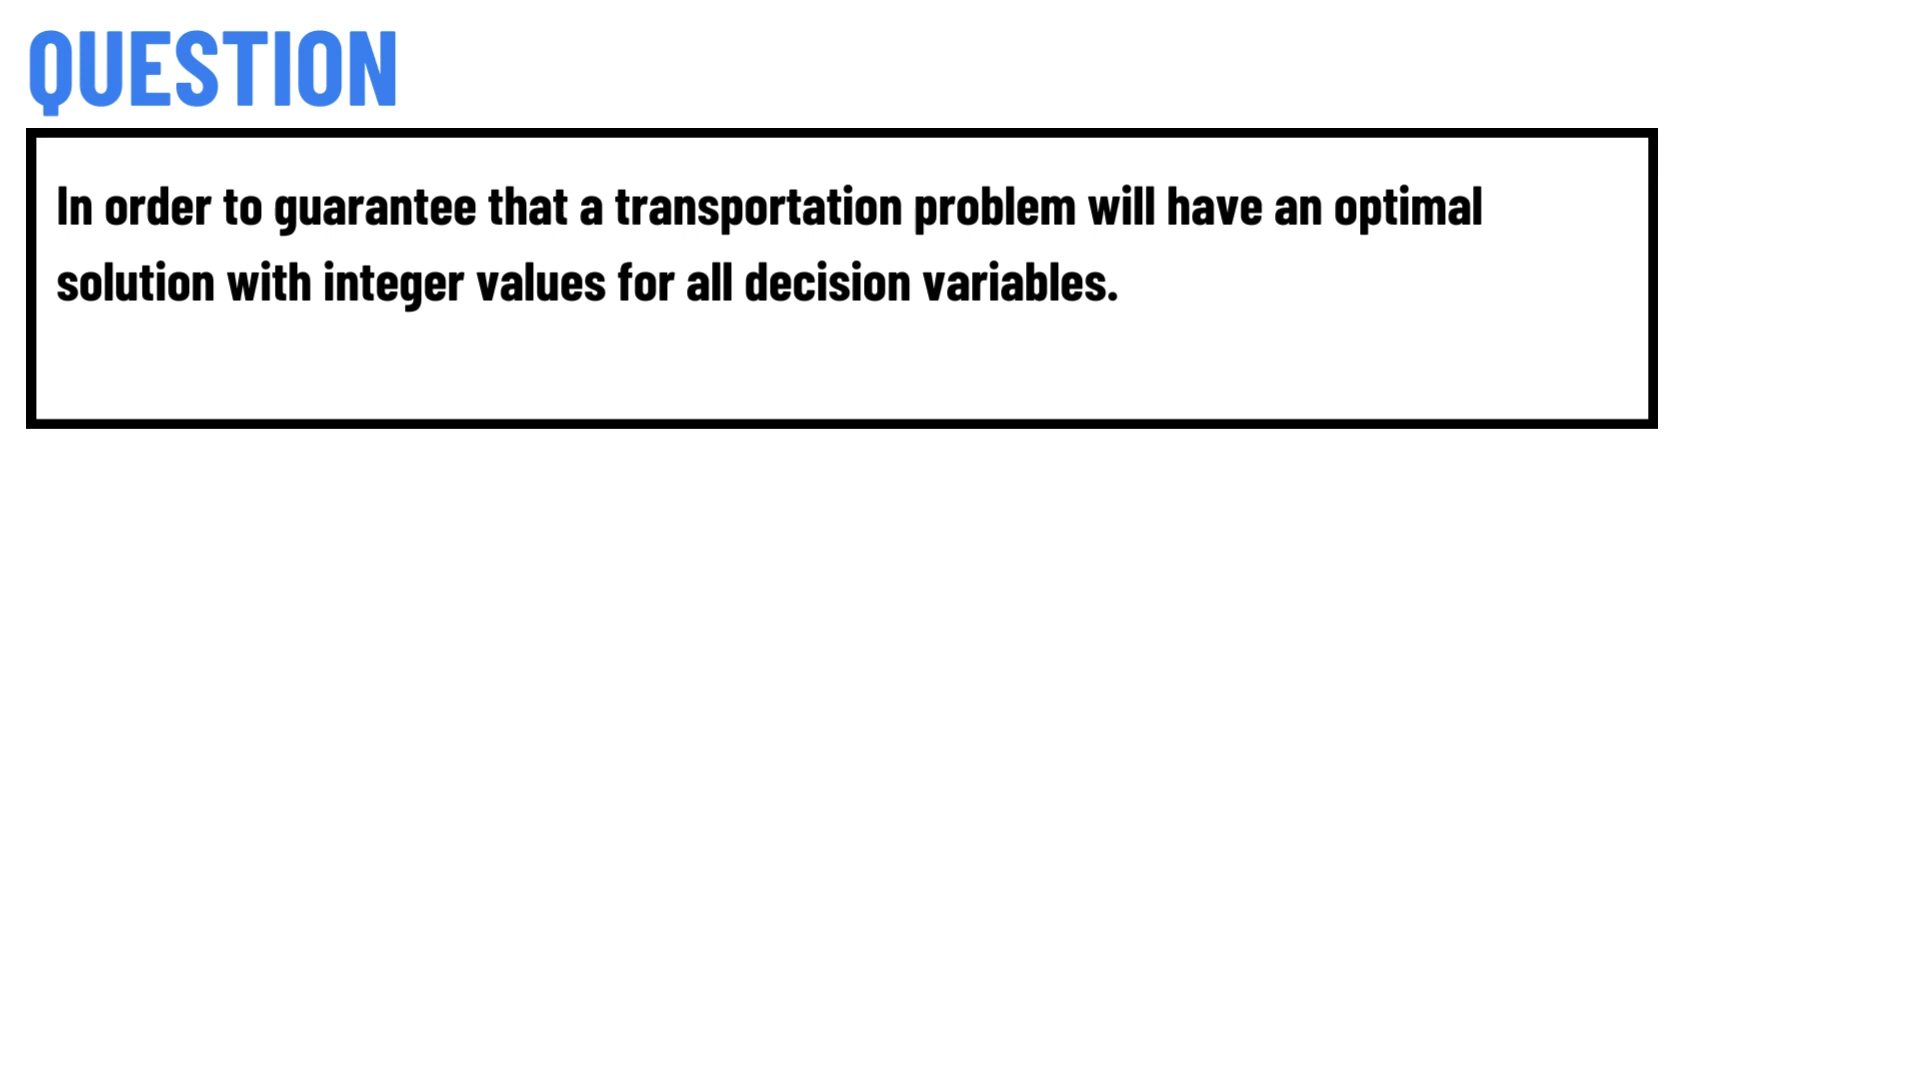 QUESTION
In order to guarantee that a transportation problem will have an optimal
solution with integer values for all decision variables.